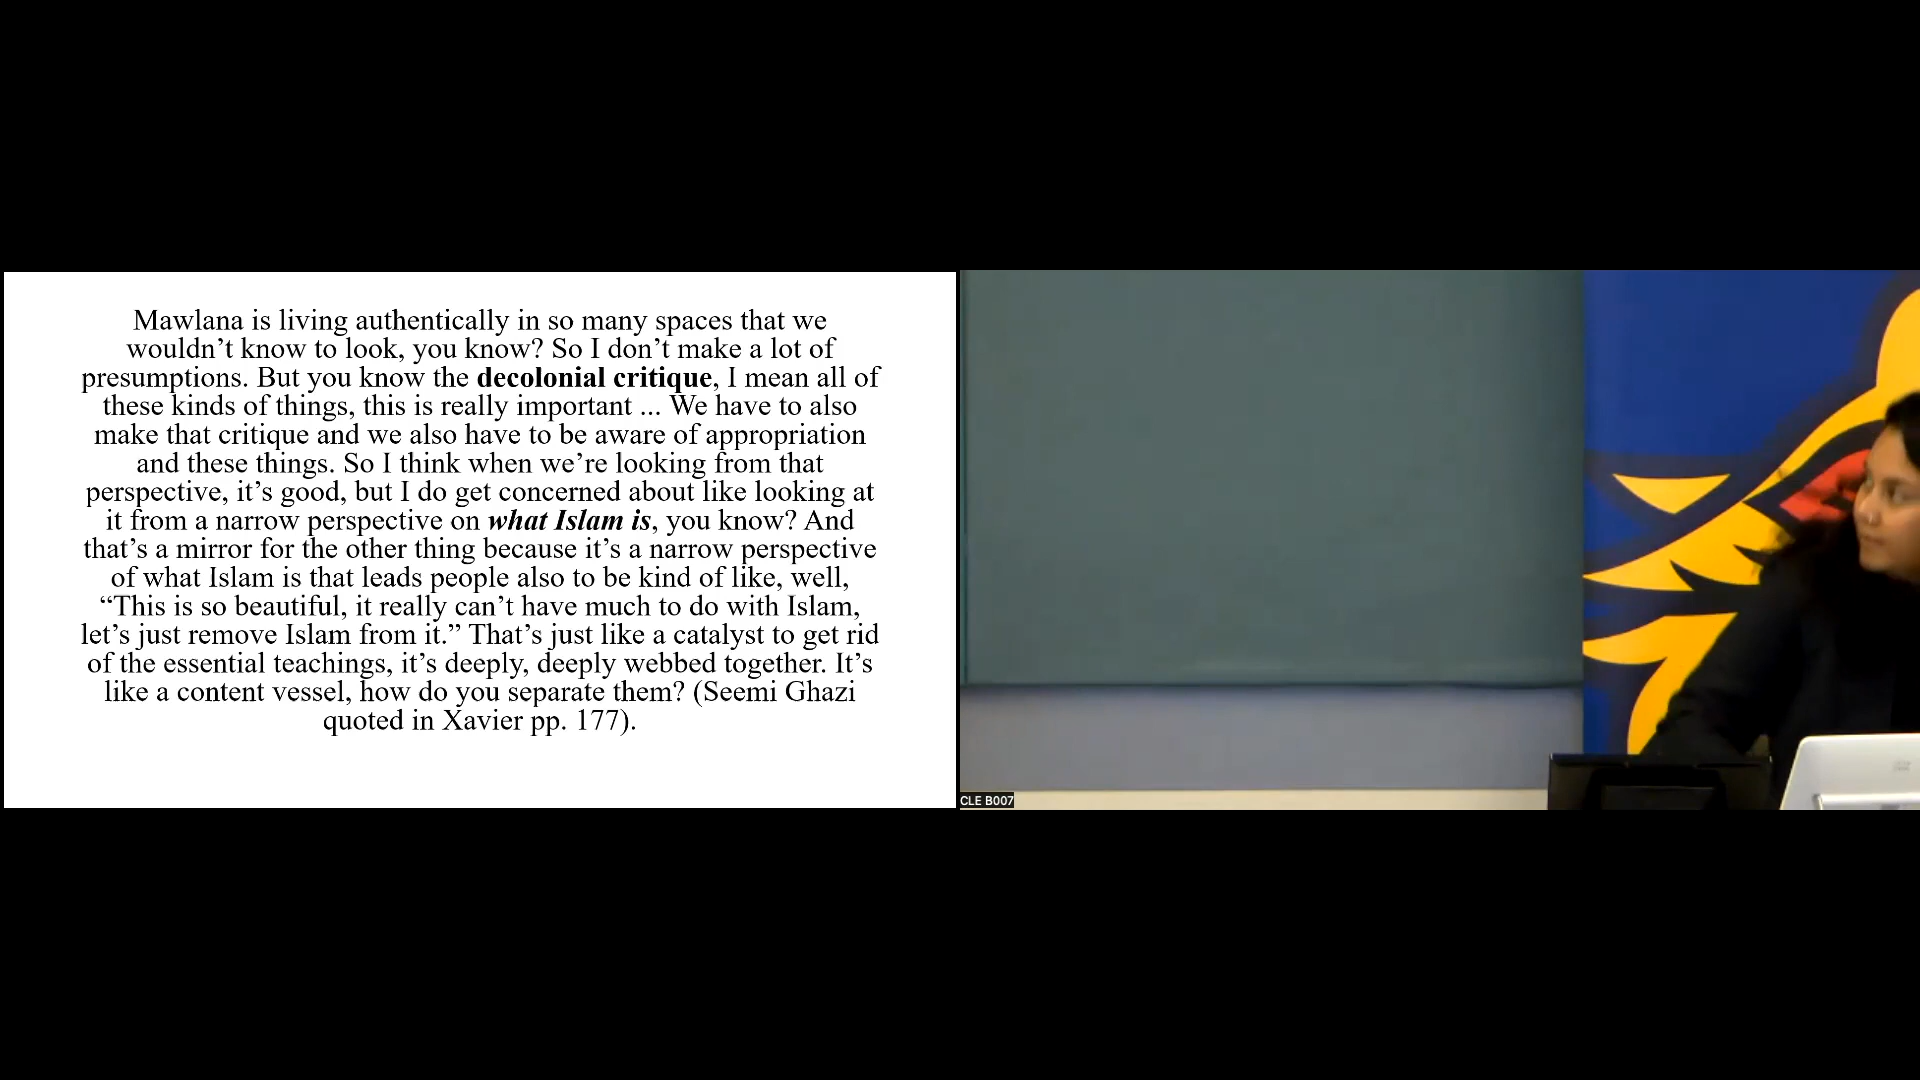 Mawlana is living authentically in so many spaces that we
wouldn’t know to look, you know? So I don’t make a lot of
presumptions. But you know the decolonial critique, I mean all of
these kinds of things, this is really important ... We have to also
make that critique and we also have to be aware of appropriation
and these things. So I think when we’re looking from that
perspective, it’s good, but I do get concerned about like looking at
it from a narrow perspective on what Islam is, you know? And
that’s a mirror for the other thing because it’s a narrow perspective
of what Islam is that leads people also to be kind of like, well,
“This is so beautiful, it really can’t have much to do with Islam,
let’s just remove Islam from it.” That’s just like a catalyst to get rid
of the essential teachings, it’s deeply, deeply webbed together. It’s
like a content vessel, how do you separate them? (Seemi Ghazi
quoted in Xavier pp. 177).
CLE B007